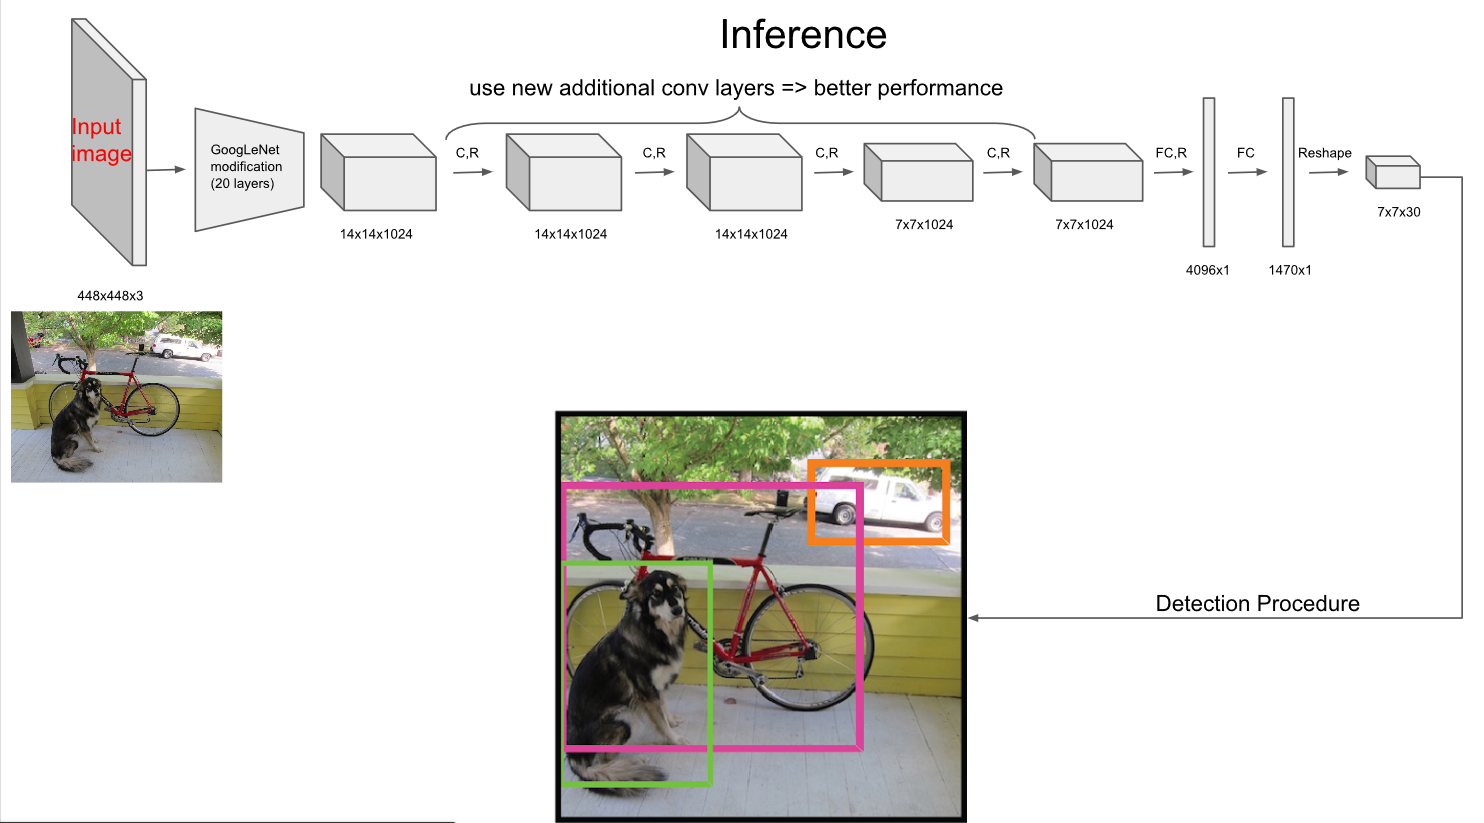 Inference
use new additional conv layers => better performance
Input
image
GoogLeNet
modification
(20 layers)
C,R
C,R
C,R
C,R
FC,R
FC
Reshape
448x448x3
14x14x1024
14x14x1024
14x14x1024
7x7x1024
7x7x1024
4096x1
1470x1
7x7x30
Detection Procedure